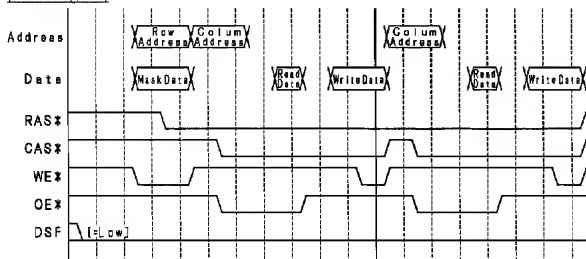 Address Row Address Colum Address Colum Address
Data MaskData Read Data WriteData Read Data WriteData
RAS*
CAS*
WE*
OE*
DSF [=Low]